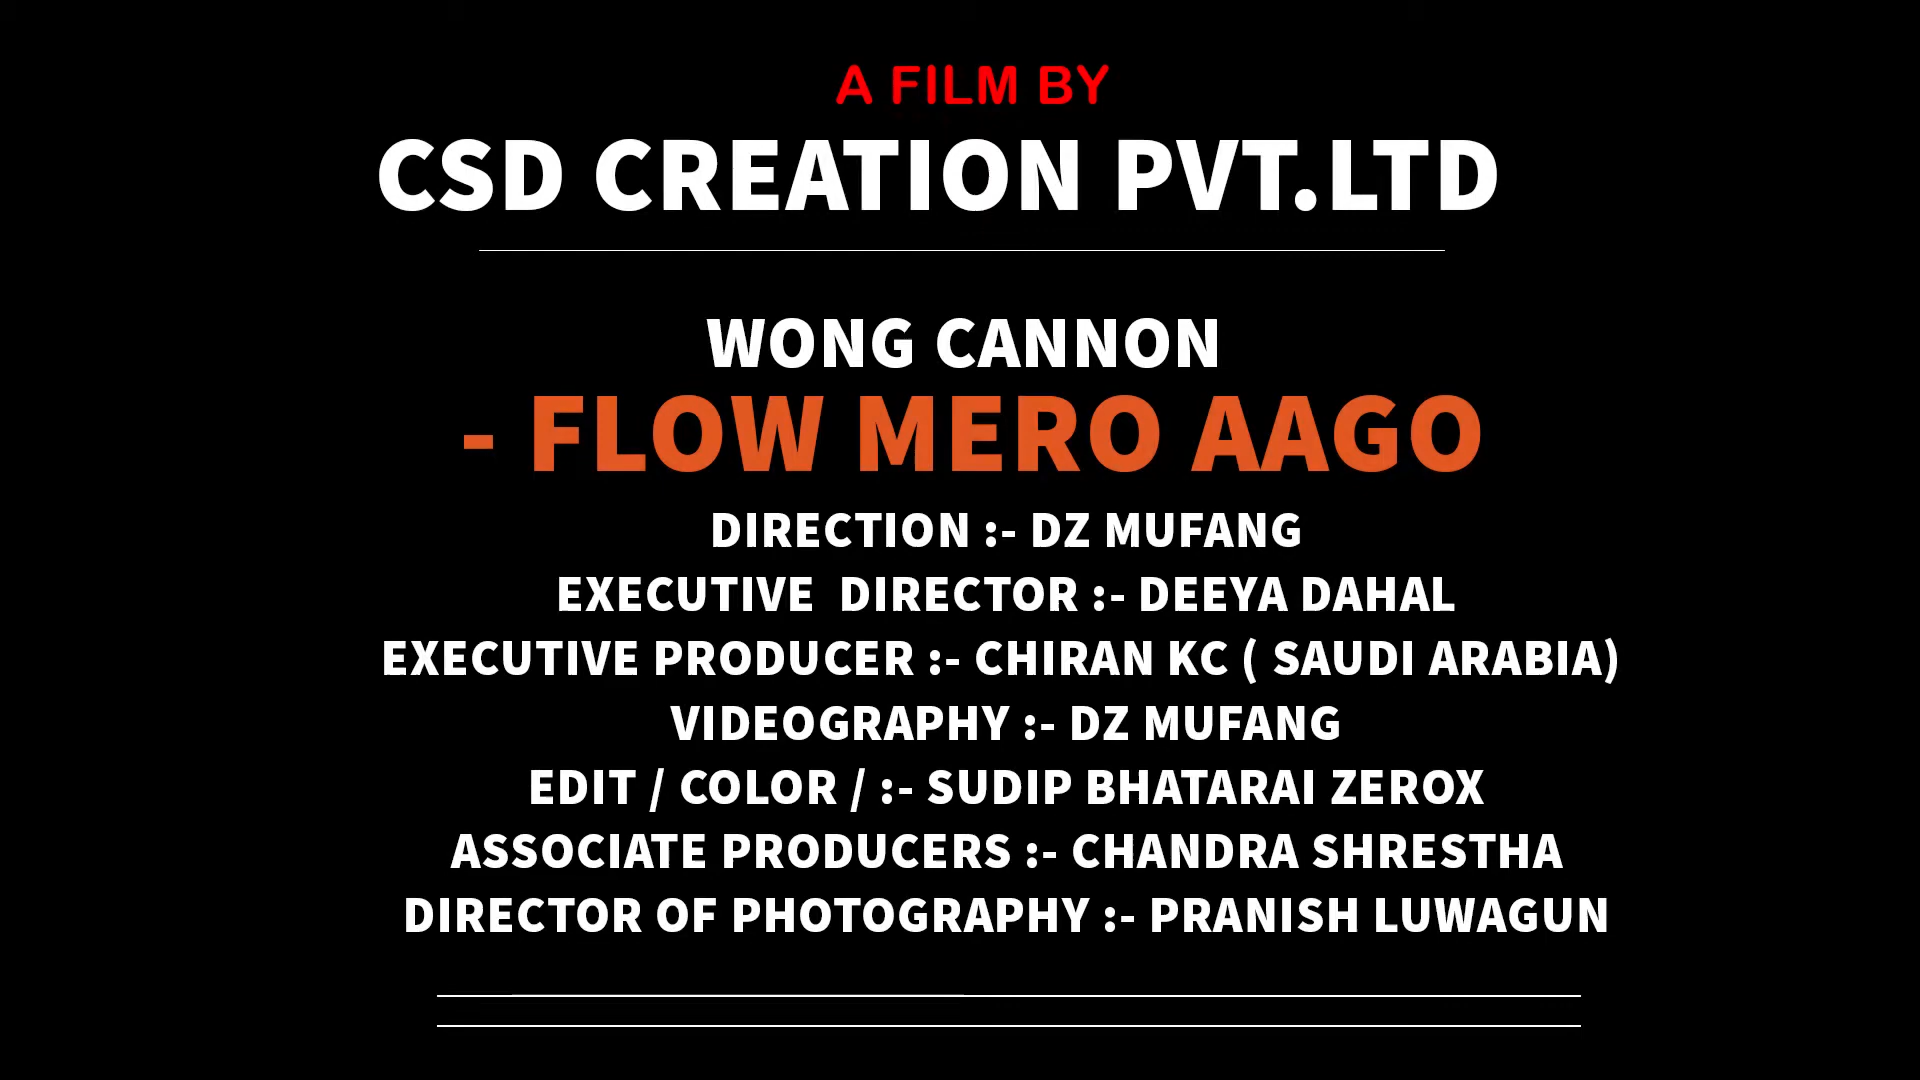 A FILM BY
CSD CREATION PVT.LTD
WONG CANNON
- FLOW MERO AAGO
DIRECTION :- DZ MUFANG
EXECUTIVE  DIRECTOR :- DEEYA DAHAL
EXECUTIVE PRODUCER :- CHIRAN KC ( SAUDI ARABIA)
VIDEOGRAPHY :- DZ MUFANG
EDIT / COLOR / :- SUDIP BHATARAI ZEROX
ASSOCIATE PRODUCERS :- CHANDRA SHRESTHA
DIRECTOR OF PHOTOGRAPHY :- PRANISH LUWAGUN